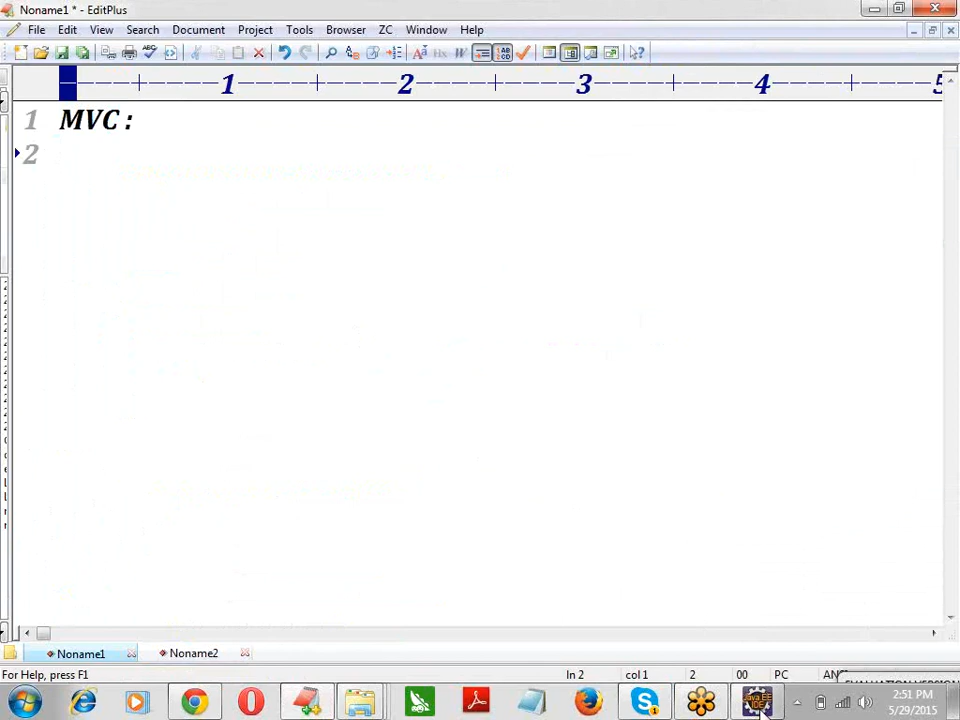 Noname1 * - EditPlus
File Edit View Search Document Project Tools Browser ZC Window Help
1 2 3 4 5
1 MVC :
2
Noname1 Noname2
For Help, press F1 ln 2 col 1 2 00 PC
2:51 PM
5/29/2015